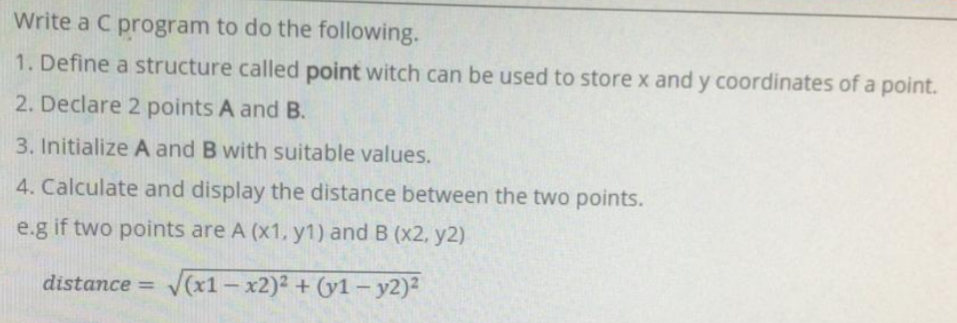 Write a C program to do the following.
1. Define a structure called point witch can be used to store x and y coordinates of a point.
2. Declare 2 points A and B.
3. Initialize A and B with suitable values.
4. Calculate and display the distance between the two points.
e.g if two points are A (x1, y1) and B (x2, y2)
distance = √(x1 – x2)² + (y1 – y2)²